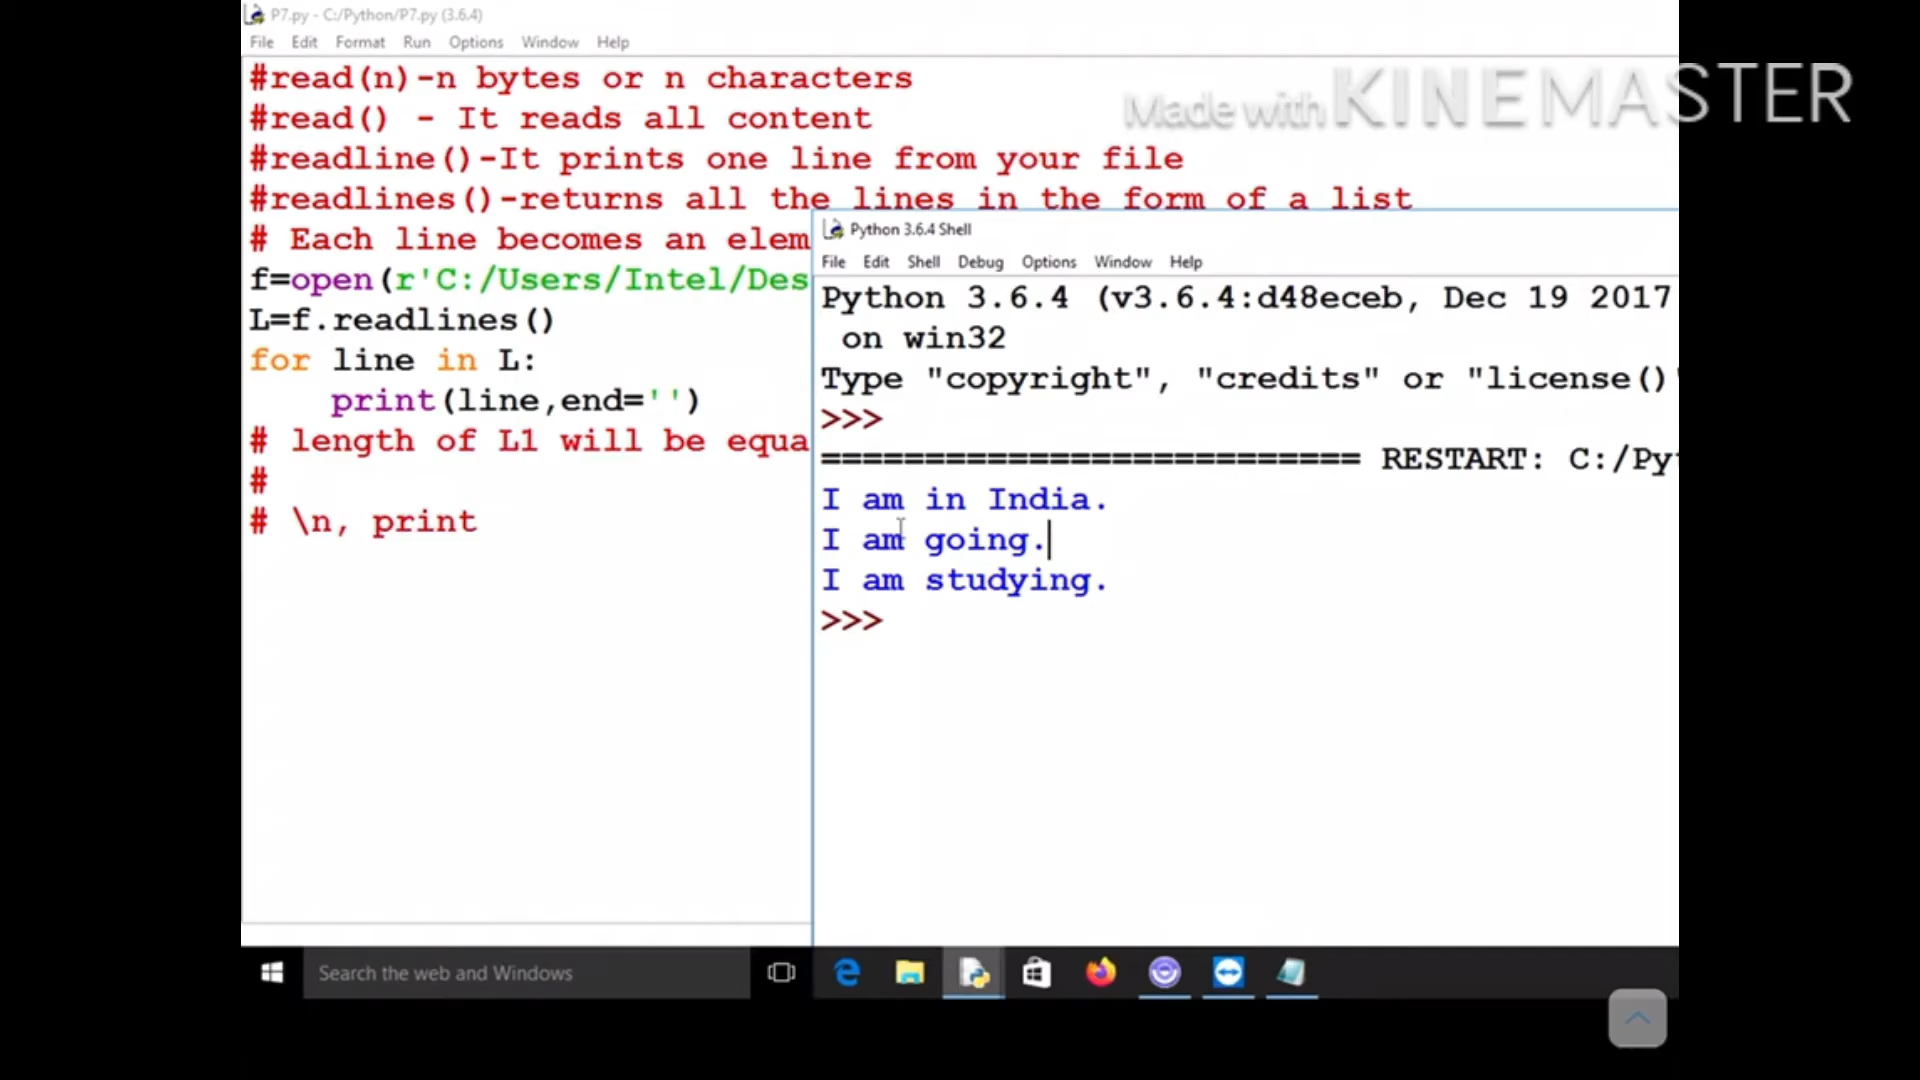 P7.py - C:/Python/P7.py (3.6.4)
File Edit Format Run Options Window Help
#read(n)-n bytes or n characters
#read() - It reads all content
#readline()-It prints one line from your file
#readlines()-returns all the lines in the form of a list
# Each line becomes an elem
f=open(r'C:/Users/Intel/Des
L=f.readlines()
for line in L:
print(line,end='')
# length of L1 will be equa
#
# \n, print
Made with KINEMASTER
Python 3.6.4 Shell
File Edit Shell Debug Options Window Help
Python 3.6.4 (v3.6.4:d48eceb, Dec 19 2017
on win32
Type "copyright", "credits" or "license()"
>>>
========================== RESTART: C:/Py
I am in India.
I am going.
I am studying.
>>>
Search the web and Windows